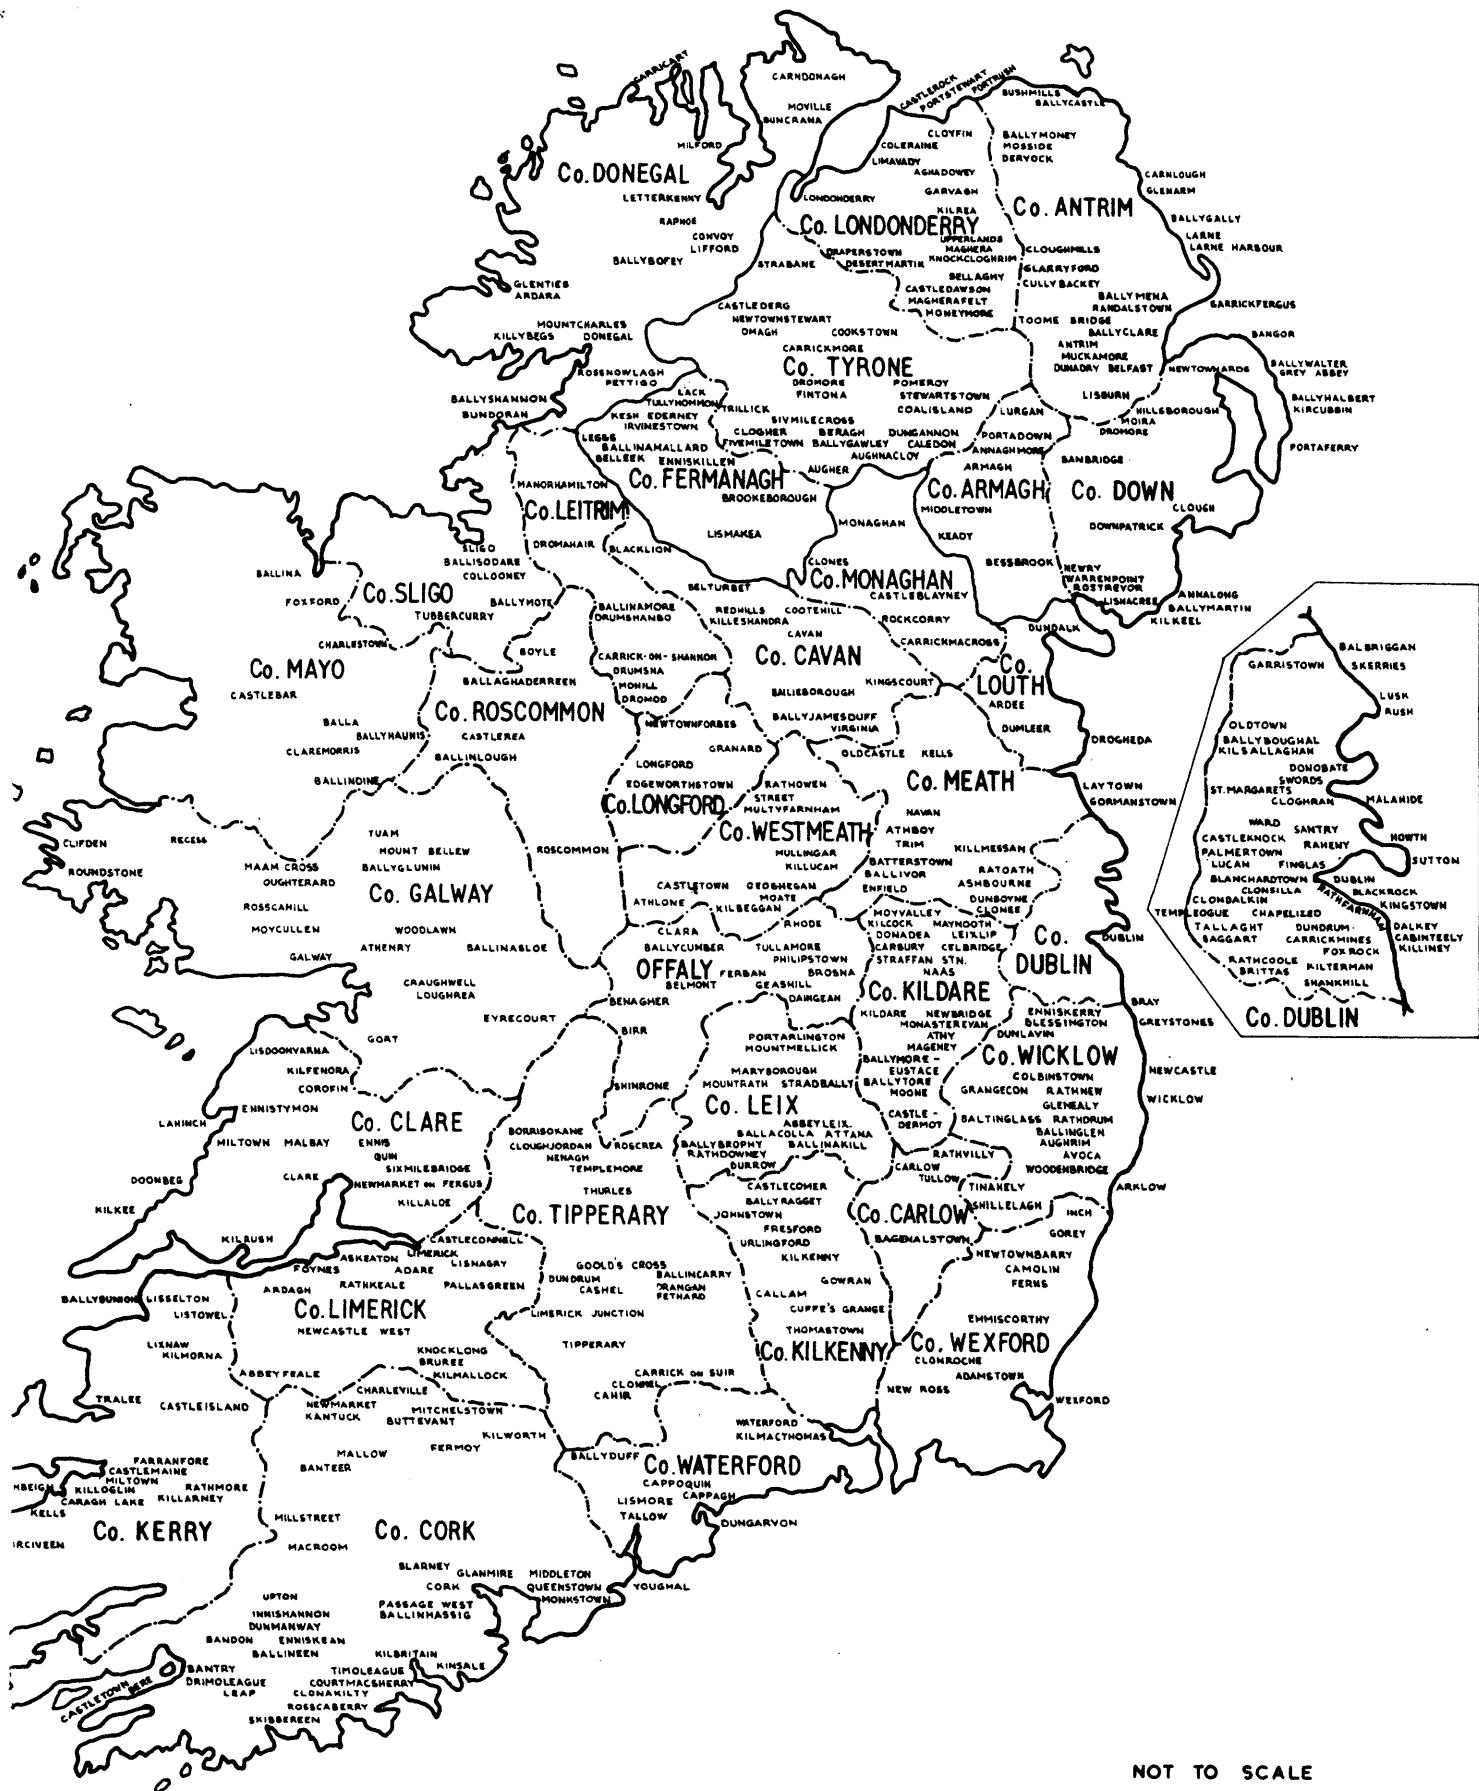 CARRICART
CARNDONAGH
MOVILLE
BUNCRANA
MILFORD
Co. DONEGAL
LETTERKENNY
RAPHOE
CONVOY
LIFFORD
BALLYBOFEY
GLENTIES
ARDARA
MOUNTCHARLES
KILLYBEGS DONEGAL
ROSSNOWLAGH
PETTIGO
BALLYSHANNON
BUNDORAN
CASTLEROCK
PORTSTEWART
PORTRUSH
CLOYFIN
COLERAINE
LIMAVADY
AGHADOWEY
GARVAGH
LONDONDERRY
KILREA
Co. LONDONDERRY
UPPERLANDS
MAGHERA
KNOCKCLOGHRIM
DRAPERSTOWN
DESERTMARTIN
BELLAGHY
CASTLEDAWSON
MAGHERAFELT
MONEYMORE
BUSHMILLS
BALLYCASTLE
BALLYMONEY
MOSSIDE
DERVOCK
CARNLOUGH
GLENARM
Co. ANTRIM
BALLYGALLY
LARNE
LARNE HARBOUR
CLOUGHMILLS
GLARRYFORD
CULLYBACKEY
BALLYMENA
RANDALSTOWN
CARRICKFERGUS
TOOME BRIDGE
BALLYCLARE
ANTRIM
MUCKAMORE
DUNADRY BELFAST
LISBURN
STRABANE
CASTLEDERG
NEWTOWNSTEWART
OMAGH COOKSTOWN
CARRICKMORE
Co. TYRONE
DROMORE POMEROY
FINTONA STEWARTSTOWN
COALISLAND
TRILLICK
SIXMILECROSS
CLOGHER BERAGH DUNGANNON
FIVEMILETOWN BALLYGAWLEY CALEDON
AUGHNACLOY
AUGHER
LACK
TULLYHOMMON
KESH EDERNEY
IRVINESTOWN
LEGGS
BALLINAMALLARD
BELLEEK ENNISKILLEN
Co. FERMANAGH
BROOKEBOROUGH
LISNAKEA
LURGAN
PORTADOWN
ANNAGHMORE
ARMAGH
Co. ARMAGH
MIDDLETOWN
KEADY
BESSBROOK
BANGOR
NEWTOWNARDS
BALLYWALTER
GREY ABBEY
BALLYHALBERT
KIRCUBBIN
PORTAFERRY
HILLSBOROUGH
MOIRA
DROMORE
BANBRIDGE
Co. DOWN
CLOUGH
DOWNPATRICK
NEWRY
WARRENPOINT
ROSTREVOR
LISNACREE
ANNALONG
BALLYMARTIN
KILKEEL
MANORHAMILTON
Co. LEITRIM
DROMAHAIR
BLACKLION
BALLINAMORE
DRUMSHANBO
CARRICK-ON-SHANNON
DRUMSNA
MOHILL
DROMOD
SLIGO
BALLISODARE
COLLOONEY
Co. SLIGO
BALLYMOTE
TUBBERCURRY
BALLINA
FOXFORD
CHARLESTOWN
Co. MAYO
CASTLEBAR
BALLA
BALLYHAUNIS
CLAREMORRIS
BALLINDINE
BOYLE
BALLAGHADERREEN
Co. ROSCOMMON
CASTLEREA
BALLINLOUGH
ROSCOMMON
MONAGHAN
CLONES
Co. MONAGHAN
CASTLEBLAYNEY
ROCKCORRY
CARRICKMACROSS
BELTURBET
REDHILLS COOTEHILL
KILLESHANDRA
CAVAN
Co. CAVAN
KINGSCOURT
BAILIEBOROUGH
BALLYJAMESDUFF
VIRGINIA
DUNDALK
Co.
LOUTH
ARDEE
DUNLEER
DROGHEDA
NEWTOWNFORBES
GRANARD
LONGFORD
EDGEWORTHSTOWN
Co. LONGFORD
OLDCASTLE KELLS
Co. MEATH
LAYTOWN
GORMANSTOWN
NAVAN
ATHBOY
TRIM
KILLMESSAN
BATTERSTOWN
BALLIVOR
RATOATH
ASHBOURNE
ENFIELD
DUNBOYNE
CLONEE
RATHOWEN
STREET
MULTYFARNHAM
Co. WESTMEATH
MULLINGAR
KILLUCAN
CASTLETOWN GEOGHEGAN
MOATE
ATHLONE
KILBEGGAN
CLIFDEN
RECESS
ROUNDSTONE
TUAM
MOUNT BELLEW
MAAM CROSS
BALLYGLUNIN
OUGHTERARD
Co. GALWAY
ROSSCAHILL
MOYCULLEN
WOODLAWN
ATHENRY
BALLINASLOE
GALWAY
CRAUGHWELL
LOUGHREA
EYRECOURT
GORT
CLARA
RHODE
BALLYCUMBER TULLAMORE
PHILIPSTOWN
OFFALY
FERBAN BROSNA
BELMONT GEASHILL
DAINGEAN
BENAGHER
BIRR
SHINRONE
MOYVALLEY
KILCOCK MAYNOOTH
DONADEA LEIXLIP
CARBURY CELBRIDGE
STRAFFAN STN.
NAAS
Co. KILDARE
KILDARE NEWBRIDGE
MONASTEREVAN
ATHY
MAGENEY
BALLYMORE-
EUSTACE
BALLYTORE
MOONE
CASTLE-
DERMOT
Co.
DUBLIN
DUBLIN
BRAY
ENNISKERRY
BLESSINGTON
GREYSTONES
DUNLAVIN
Co. WICKLOW
COLBINSTOWN
NEWCASTLE
GRANGECON RATHNEW
WICKLOW
GLENEALY
BALTINGLASS RATHDRUM
BALLINGLEN
AUGHRIM
AVOCA
WOODENBRIDGE
ARKLOW
TINAHELY
SHILLELAGH
INCH
PORTARLINGTON
MOUNTMELLICK
MARYBOROUGH
MOUNTRATH STRADBALLY
Co. LEIX
ABBEYLEIX.
BALLACOLLA ATTANA
BALLYBROPHY BALLINAKILL
RATHDOWNEY
DURROW
LISDOONVARNA
KILFENORA
COROFIN
ENNISTYMON
LAHINCH
Co. CLARE
MILTOWN MALBAY
ENNIS
QUIN
SIXMILEBRIDGE
CLARE
NEWMARKET ON FERGUS
DOONBEG
KILLALOE
KILKEE
KILRUSH
BORRISOKANE
CLOUGHJORDAN ROSCREA
NENAGH
TEMPLEMORE
THURLES
Co. TIPPERARY
GOOLD'S CROSS
DUNDRUM
CASHEL
BALLINCARRY
DRANGAN
FETHARD
LIMERICK JUNCTION
TIPPERARY
CARRICK ON SUIR
CLONMEL
CAHIR
CASTLECOMER
BALLYRAGGET
JOHNSTOWN
FRESFORD
URLINGFORD
KILKENNY
GOWRAN
CALLAM
CUFFE'S GRANGE
THOMASTOWN
Co. KILKENNY
RATHVILLY
CARLOW
TULLOW
Co. CARLOW
BAGENALSTOWN
GOREY
NEWTOWNBARRY
CAMOLIN
FERNS
EMMISCORTHY
Co. WEXFORD
CLONROCHE
ADAMSTOWN
NEW ROSS
WEXFORD
CASTLECONNELL
LIMERICK
ASKEATON
LISNAGRY
FOYNES
ADARE
RATHKEALE
PALLASGREEN
ARDAGH
Co. LIMERICK
NEWCASTLE WEST
KNOCKLONG
BRUREE
KILMALLOCK
ABBEYFEALE
BALLYBUNION
LISSELTON
LISTOWEL
LIXNAW
KILMORNA
TRALEE
CASTLEISLAND
FARRANFORE
CASTLEMAINE
MILTOWN
NBEIGH
KILLOGLIN
RATHMORE
CARAGH LAKE
KILLARNEY
KELLS
Co. KERRY
IRCIVEEN
CHARLEVILLE
NEWMARKET
KANTUCK
MITCHELSTOWN
BUTTEVANT
KILWORTH
FERMOY
MALLOW
BANTEER
MILLSTREET
Co. CORK
MACROOM
BLARNEY
GLANMIRE
MIDDLETON
CORK
QUEENSTOWN
MONKSTOWN
YOUGHAL
UPTON
PASSAGE WEST
BALLINHASSIG
INNISHANNON
DUNMANWAY
BANDON ENNISKEAN
BALLINEEN
KILBRITAIN
KINSALE
BANTRY
TIMOLEAGUE
DRIMOLEAGUE
COURTMACSHERRY
LEAP
CLONAKILTY
ROSSCABERRY
SKIBBEREEN
CASTLETOWN BERE
WATERFORD
KILMACTHOMAS
BALLYDUFF
Co. WATERFORD
CAPPOQUIN
CAPPAGH
LISMORE
TALLOW
DUNGARVON
BALBRIGGAN
GARRISTOWN
SKERRIES
LUSK
RUSH
OLDTOWN
BALLYBOUGHAL
KILSALLAGHAN
DONOBATE
SWORDS
ST. MARGARETS
CLOGHRAN
MALAHIDE
WARD
SANTRY
CASTLEKNOCK
RAHENY
HOWTH
PALMERTOWN
SUTTON
LUCAN
FINGLAS
BLANCHARDTOWN
DUBLIN
CLONSILLA
RATHFARNHAM
BLACKROCK
CLONDALKIN
KINGSTOWN
TEMPLEOGUE
CHAPELIZED
TALLAGHT
DUNDRUM
DALKEY
SAGGART
CARRICKMINES
CABINTEELY
FOXROCK
KILLINEY
RATHCOOLE
BRITTAS
KILTERMAN
SHANKHILL
Co. DUBLIN
NOT TO SCALE